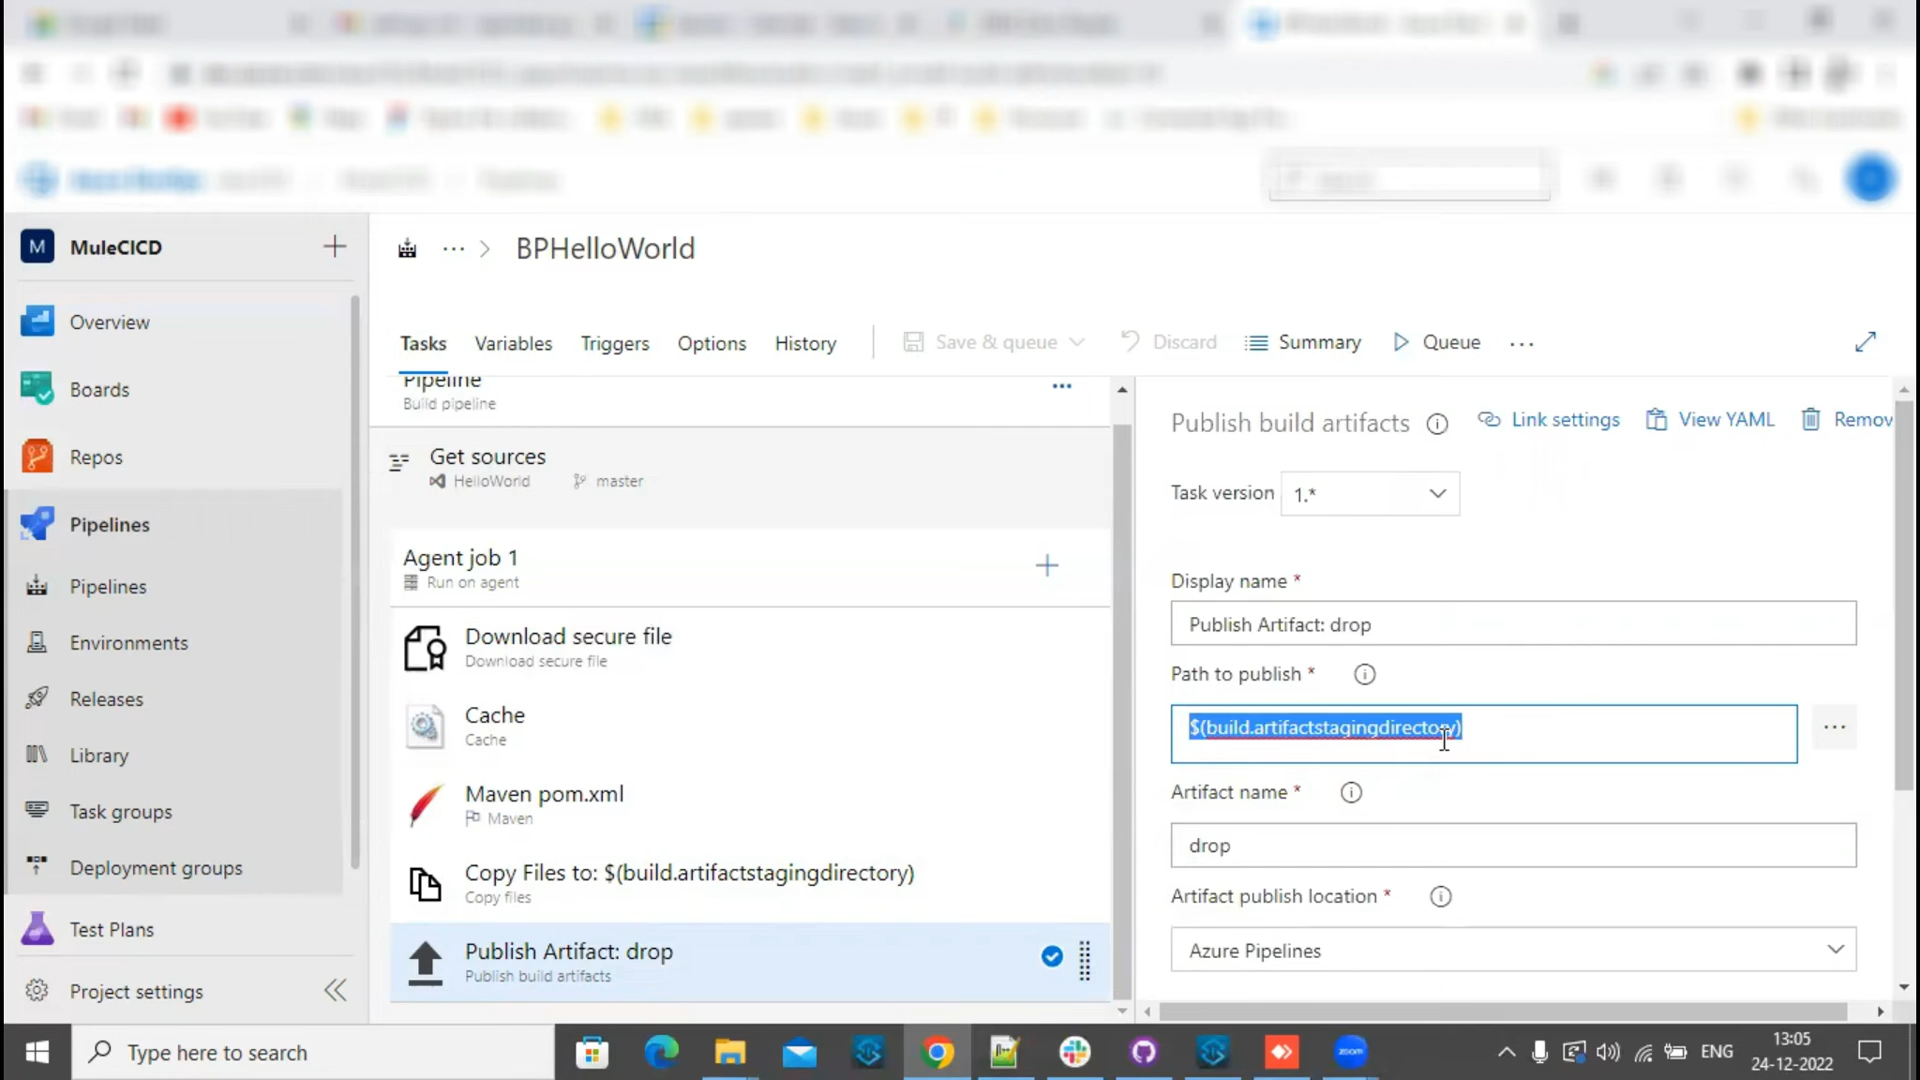 M MuleCICD
Overview
Boards
Repos
Pipelines
Pipelines
Environments
Releases
Library
Task groups
Deployment groups
Test Plans
Project settings
... > BPHelloWorld
Tasks Variables Triggers Options History Save & queue Discard Summary Queue ...
Pipeline
Build pipeline
Get sources
HelloWorld master
Agent job 1
Run on agent
Download secure file
Download secure file
Cache
Cache
Maven pom.xml
Maven
Copy Files to: $(build.artifactstagingdirectory)
Copy files
Publish Artifact: drop
Publish build artifacts
Publish build artifacts Link settings View YAML Remov
Task version 1.*
Display name *
Publish Artifact: drop
Path to publish *
$(build.artifactstagingdirectory)
Artifact name *
drop
Artifact publish location *
Azure Pipelines
Type here to search
zoom
ENG
13:05
24-12-2022